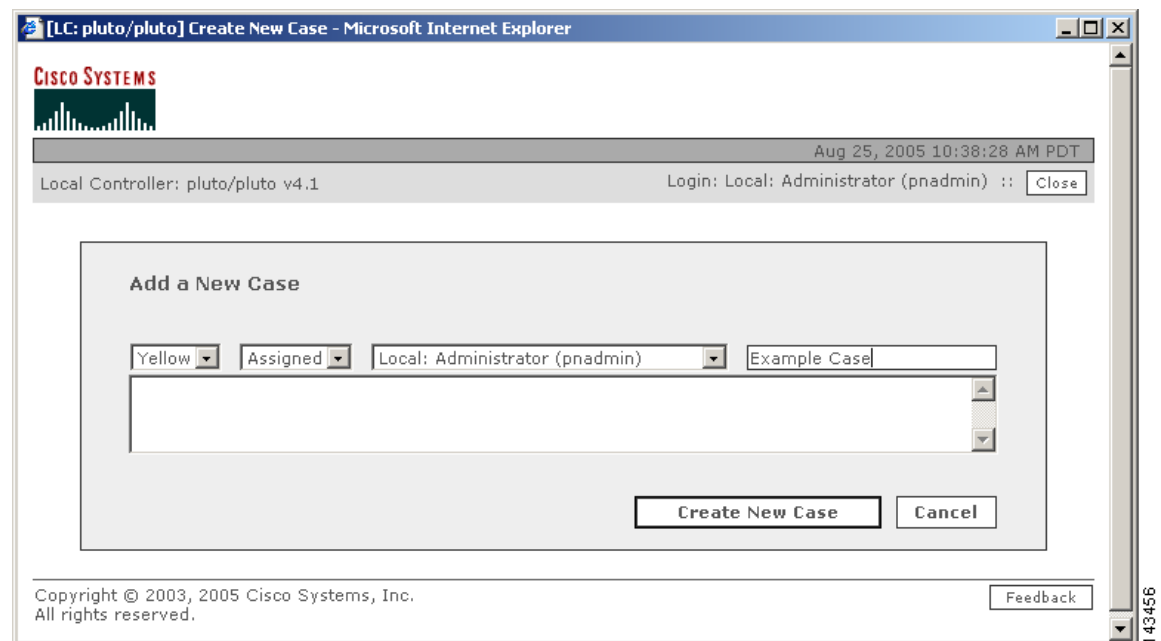 [LC: pluto/pluto] Create New Case - Microsoft Internet Explorer
CISCO SYSTEMS
Aug 25, 2005 10:38:28 AM PDT
Local Controller: pluto/pluto v4.1 Login: Local: Administrator (pnadmin) :: Close
Add a New Case
Yellow Assigned Local: Administrator (pnadmin) Example Case
Create New Case Cancel
Copyright © 2003, 2005 Cisco Systems, Inc. Feedback
All rights reserved.
143456